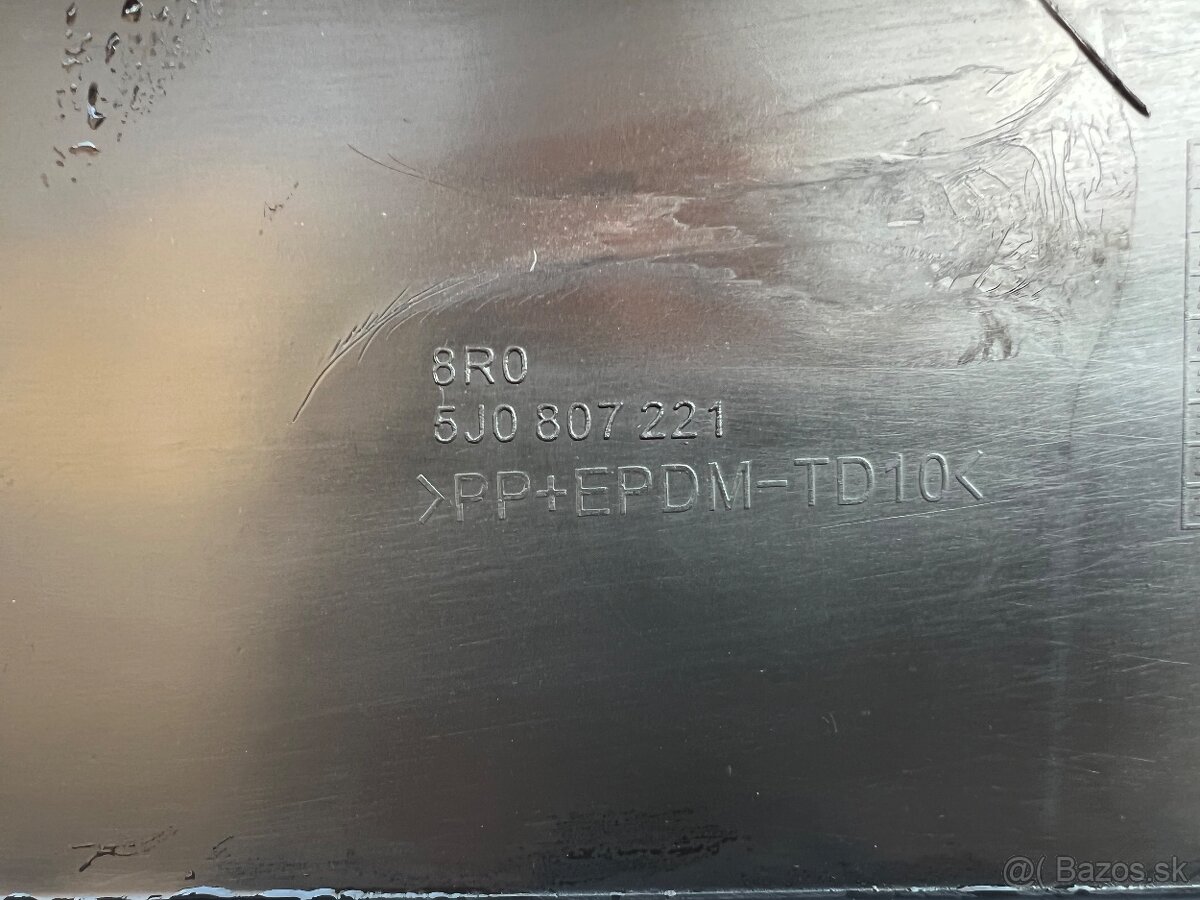 8R0
5J0 807 221
>PP+EPDM-TD10<
@( Bazos.sk